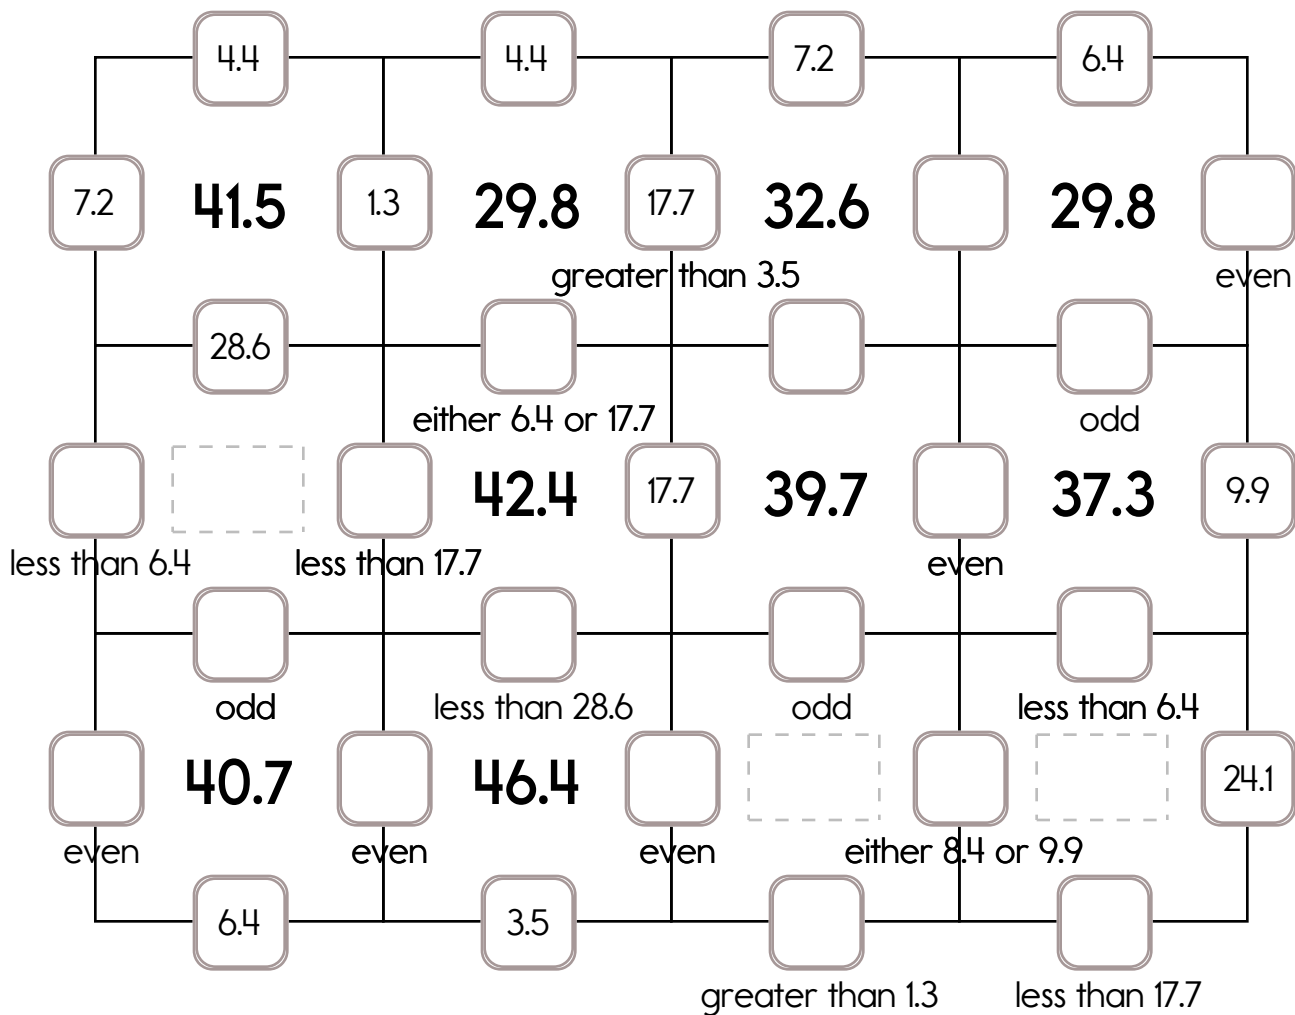 4.4 4.4 7.2 6.4
7.2 41.5 1.3 29.8 17.7 32.6 29.8
greater than 3.5 even
28.6
either 6.4 or 17.7 odd
42.4 17.7 39.7 37.3 9.9
less than 6.4 less than 17.7 even
odd less than 28.6 odd less than 6.4
40.7 46.4 24.1
even even even either 8.4 or 9.9
6.4 3.5
greater than 1.3 less than 17.7